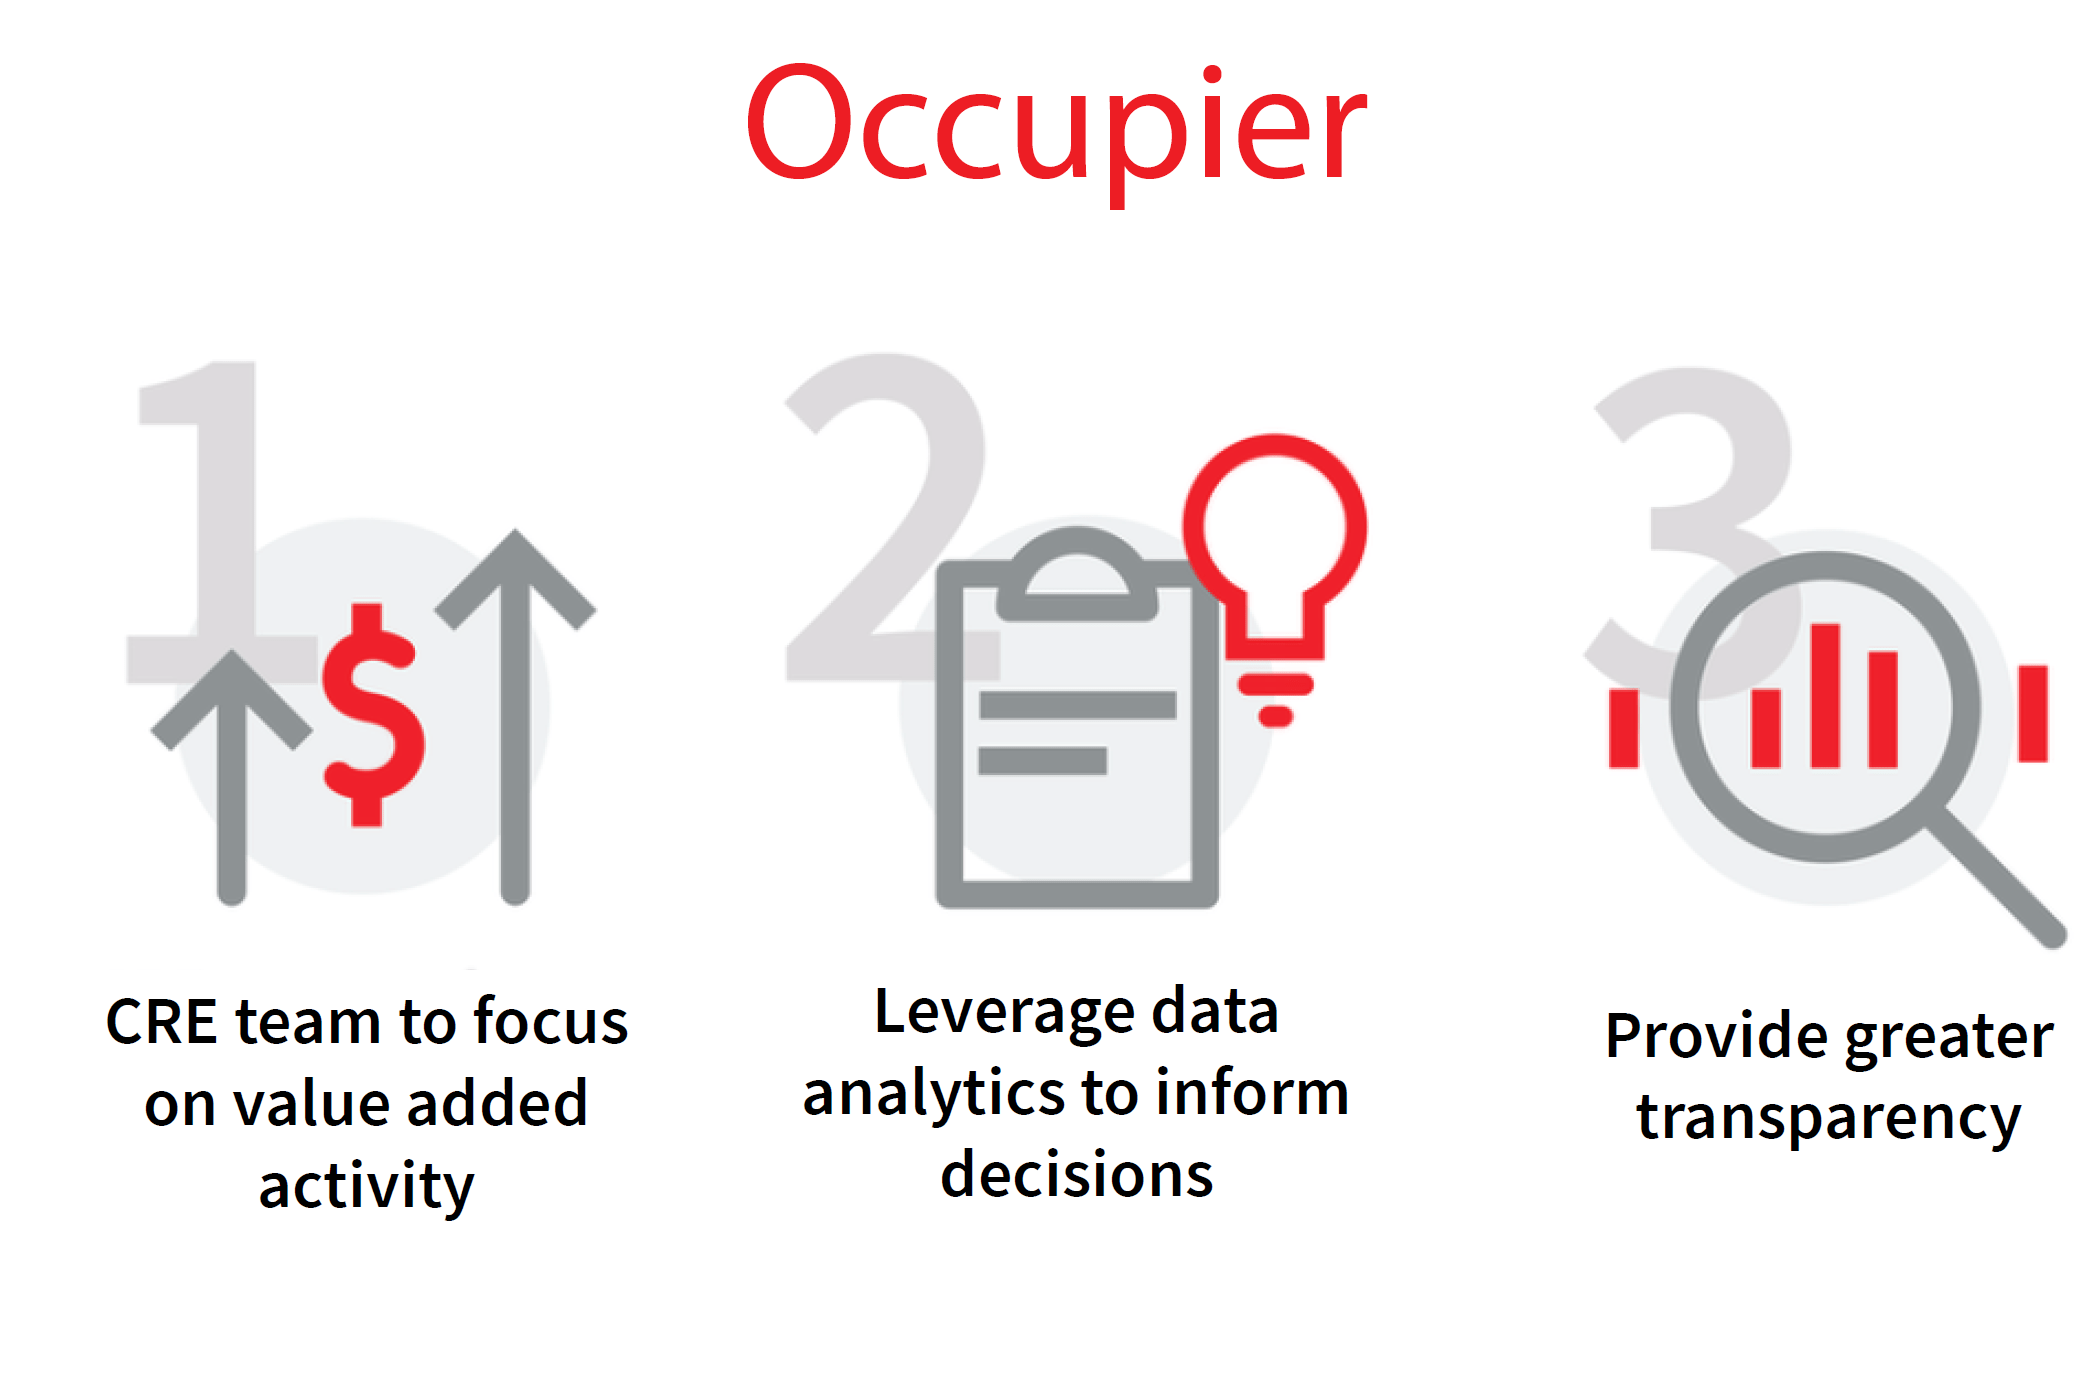 Occupier
1
CRE team to focus
on value added
activity
2
Leverage data
analytics to inform
decisions
3
Provide greater
transparency